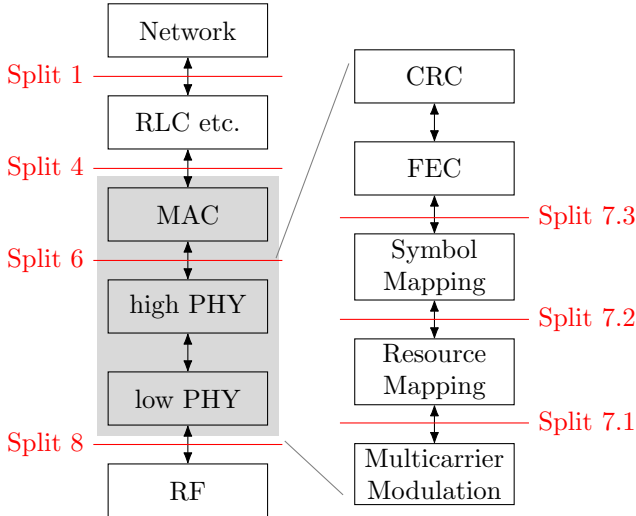 Network
Split 1
RLC etc.
Split 4
MAC
Split 6
high PHY
low PHY
Split 8
RF
CRC
FEC
Split 7.3
Symbol
Mapping
Split 7.2
Resource
Mapping
Split 7.1
Multicarrier
Modulation